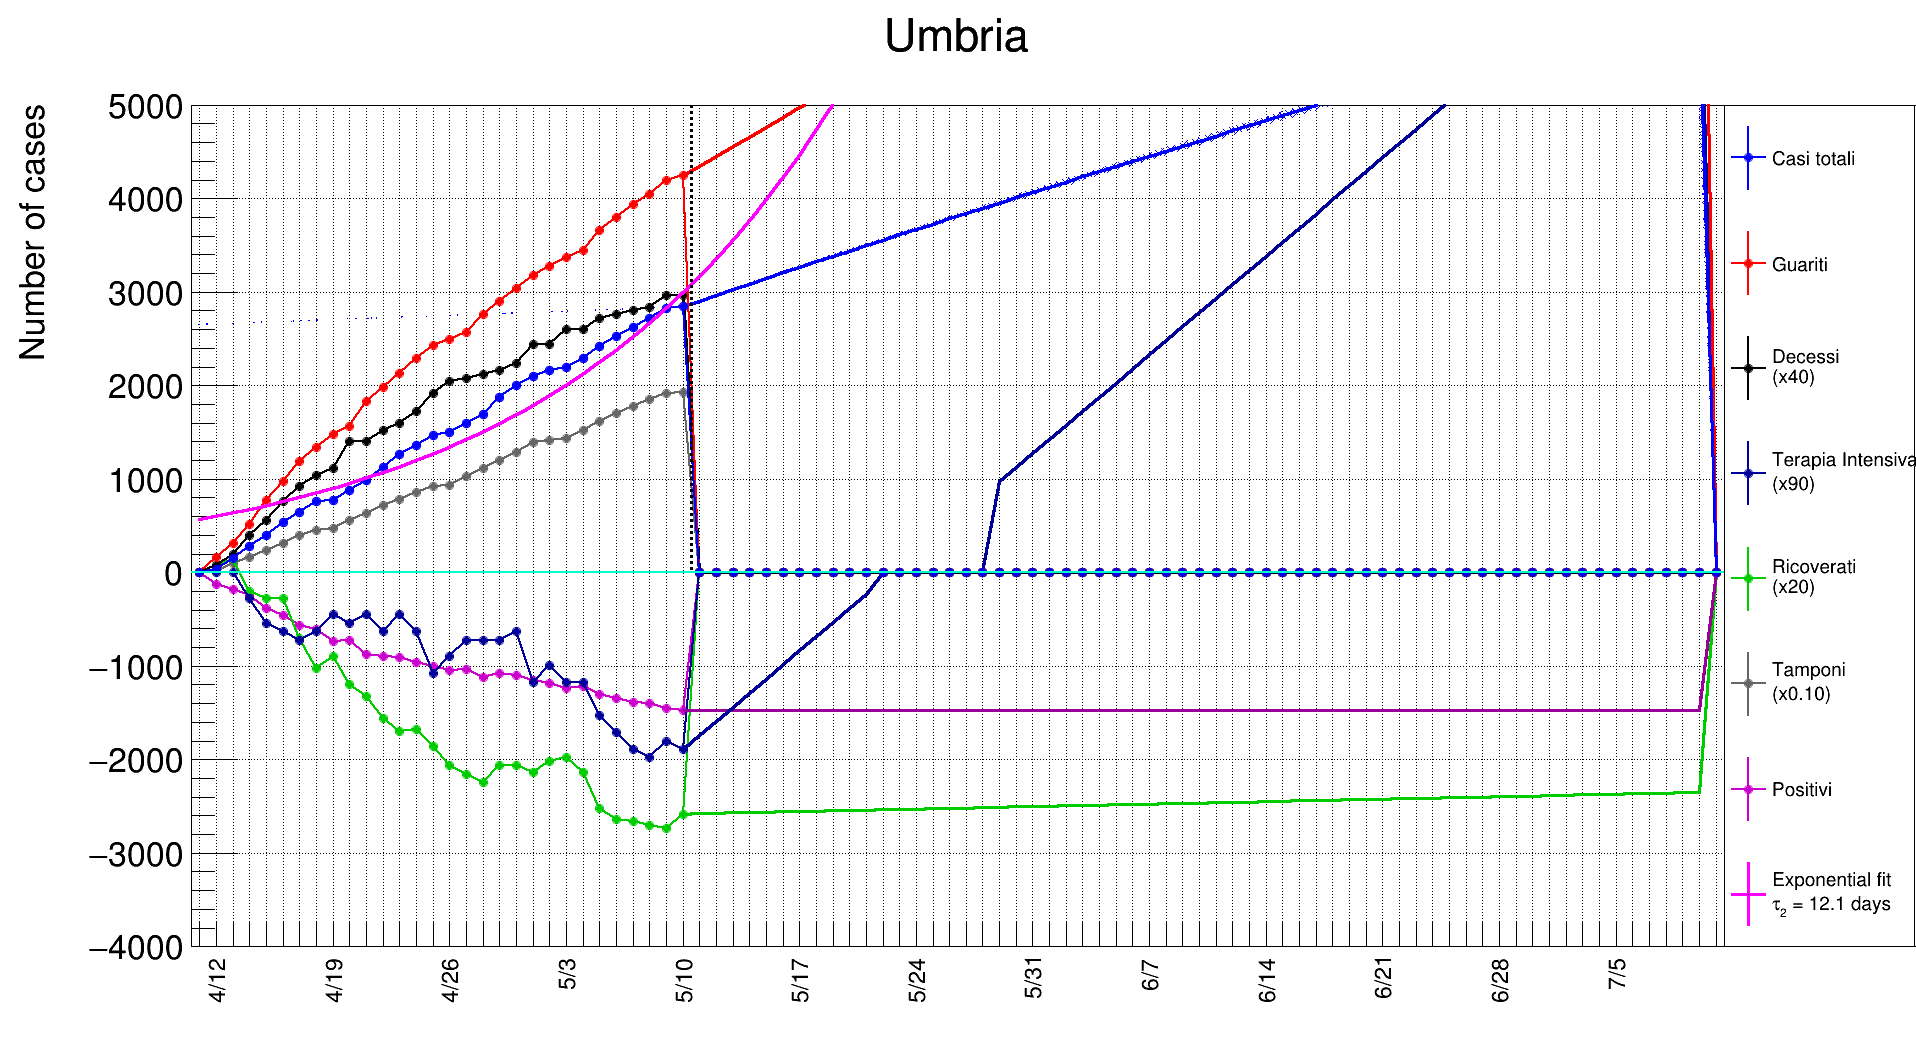 Umbria
Number of cases
5000
4000
3000
2000
1000
0
−1000
−2000
−3000
−4000
4/12
4/19
4/26
5/3
5/10
5/17
5/24
5/31
6/7
6/14
6/21
6/28
7/5
Casi totali
Guariti
Decessi
(x40)
Terapia Intensiva
(x90)
Ricoverati
(x20)
Tamponi
(x0.10)
Positivi
Exponential fit
τ2 = 12.1 days